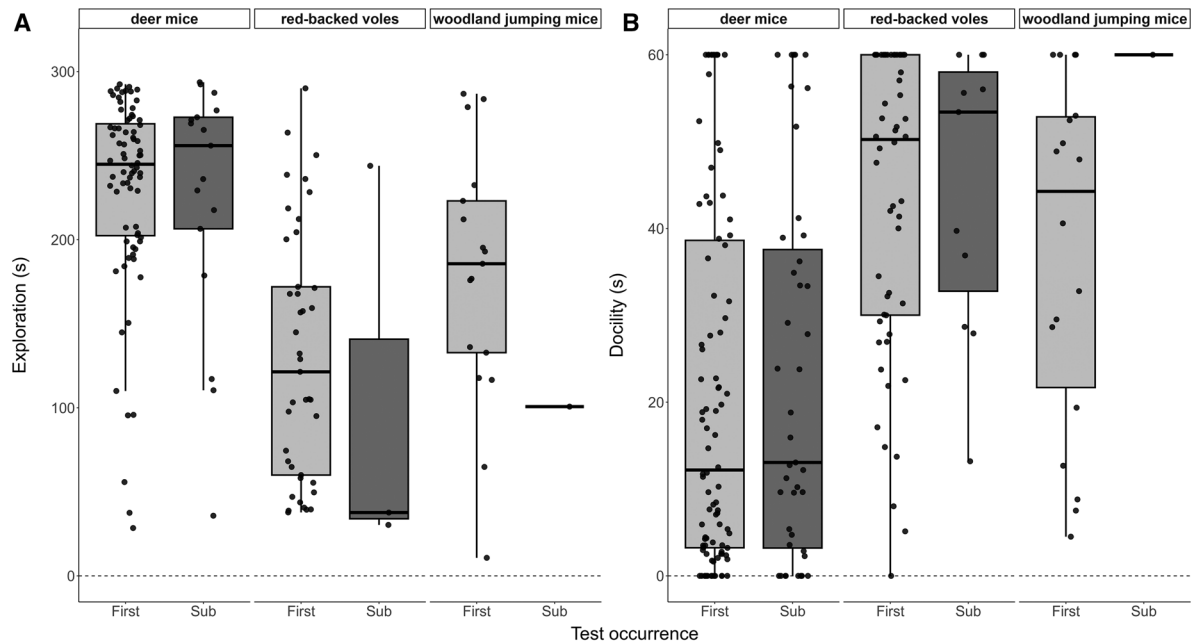 A
deer mice
red-backed voles
woodland jumping mice
Exploration (s)
300
200
100
0
First
Sub
First
Sub
First
Sub
B
deer mice
red-backed voles
woodland jumping mice
Docility (s)
60
40
20
0
First
Sub
First
Sub
First
Sub
Test occurrence